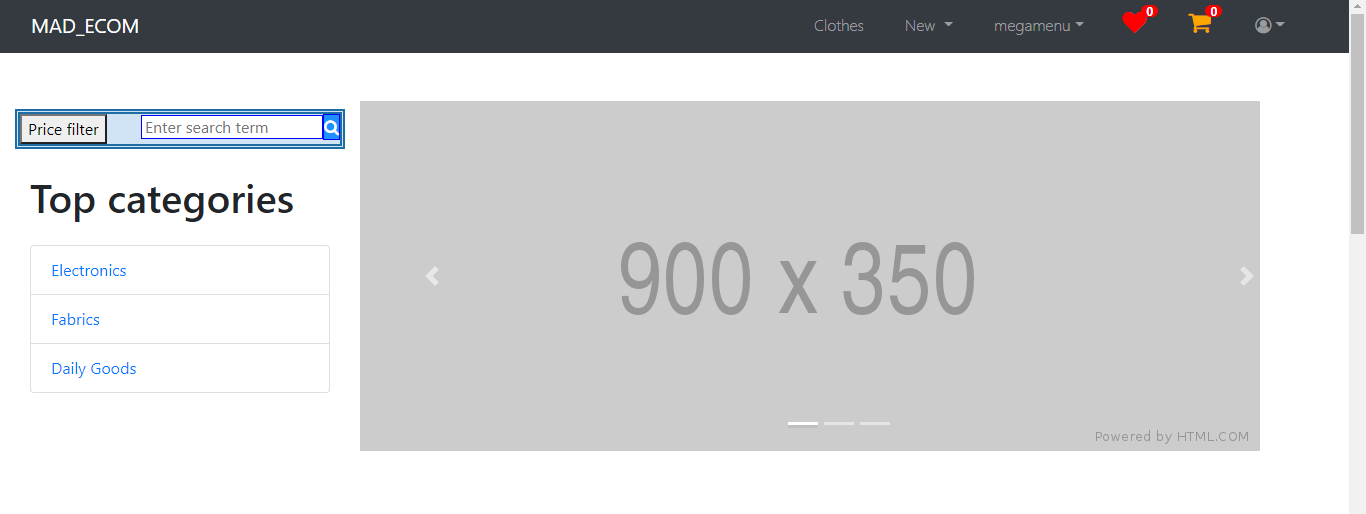 MAD_ECOM Clothes New megamenu 0 0
Price filter Enter search term
Top categories
Electronics
Fabrics
Daily Goods
900 x 350
Powered by HTML.COM